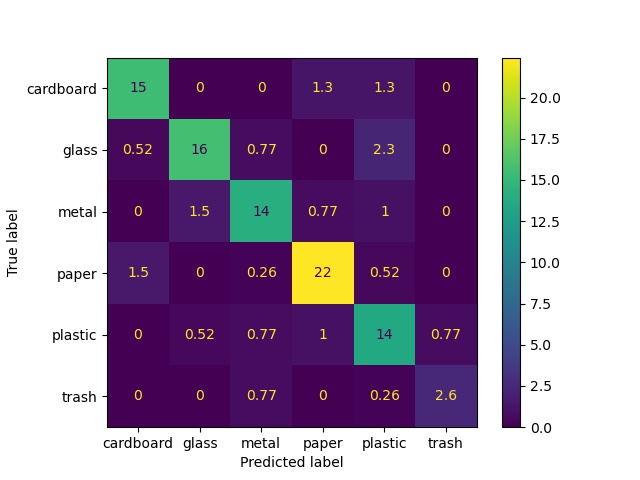 cardboard 15 0 0 1.3 1.3 0
glass 0.52 16 0.77 0 2.3 0
metal 0 1.5 14 0.77 1 0
paper 1.5 0 0.26 22 0.52 0
plastic 0 0.52 0.77 1 14 0.77
trash 0 0 0.77 0 0.26 2.6
cardboard glass metal paper plastic trash
Predicted label
True label
20.0
17.5
15.0
12.5
10.0
7.5
5.0
2.5
0.0